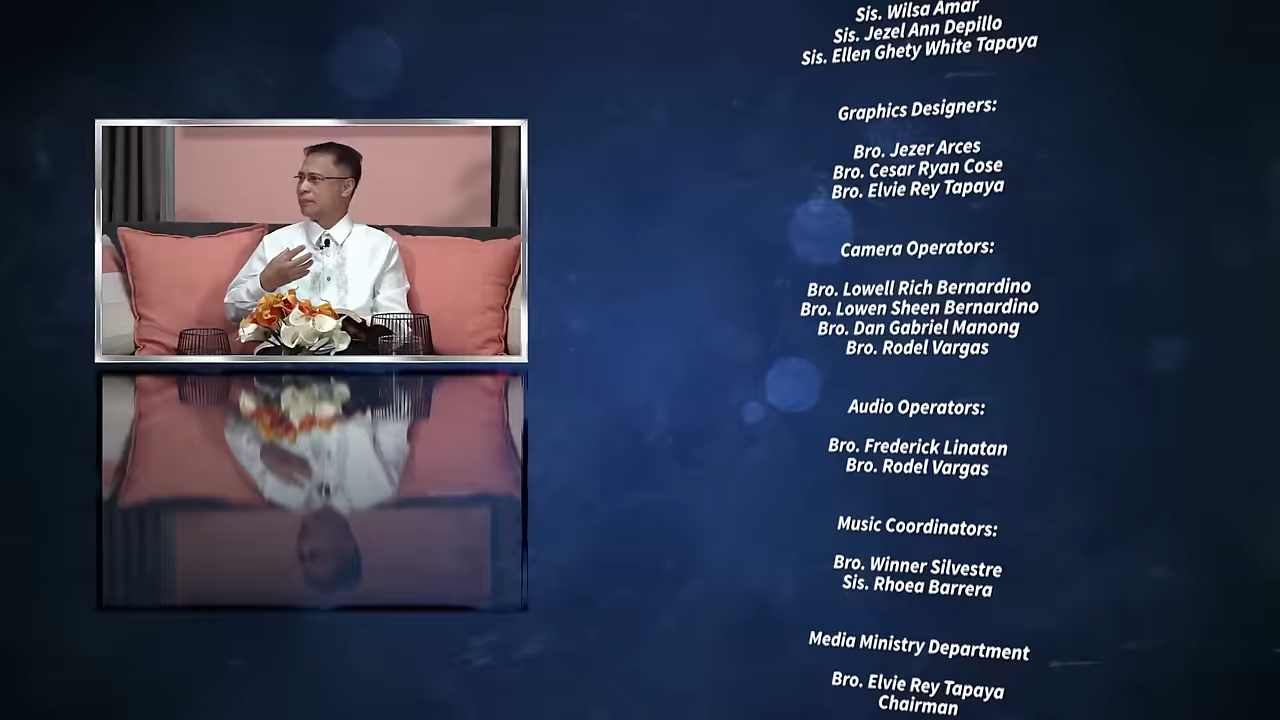 Sis. Wilsa Amar
Sis. Jezel Ann Depillo
Sis. Ellen Ghety White Tapaya
Graphics Designers:
Bro. Jezer Arces
Bro. Cesar Ryan Cose
Bro. Elvie Rey Tapaya
Camera Operators:
Bro. Lowell Rich Bernardino
Bro. Lowen Sheen Bernardino
Bro. Dan Gabriel Manong
Bro. Rodel Vargas
Audio Operators:
Bro. Frederick Linatan
Bro. Rodel Vargas
Music Coordinators:
Bro. Winner Silvestre
Sis. Rhoea Barrera
Media Ministry Department
Bro. Elvie Rey Tapaya
Chairman